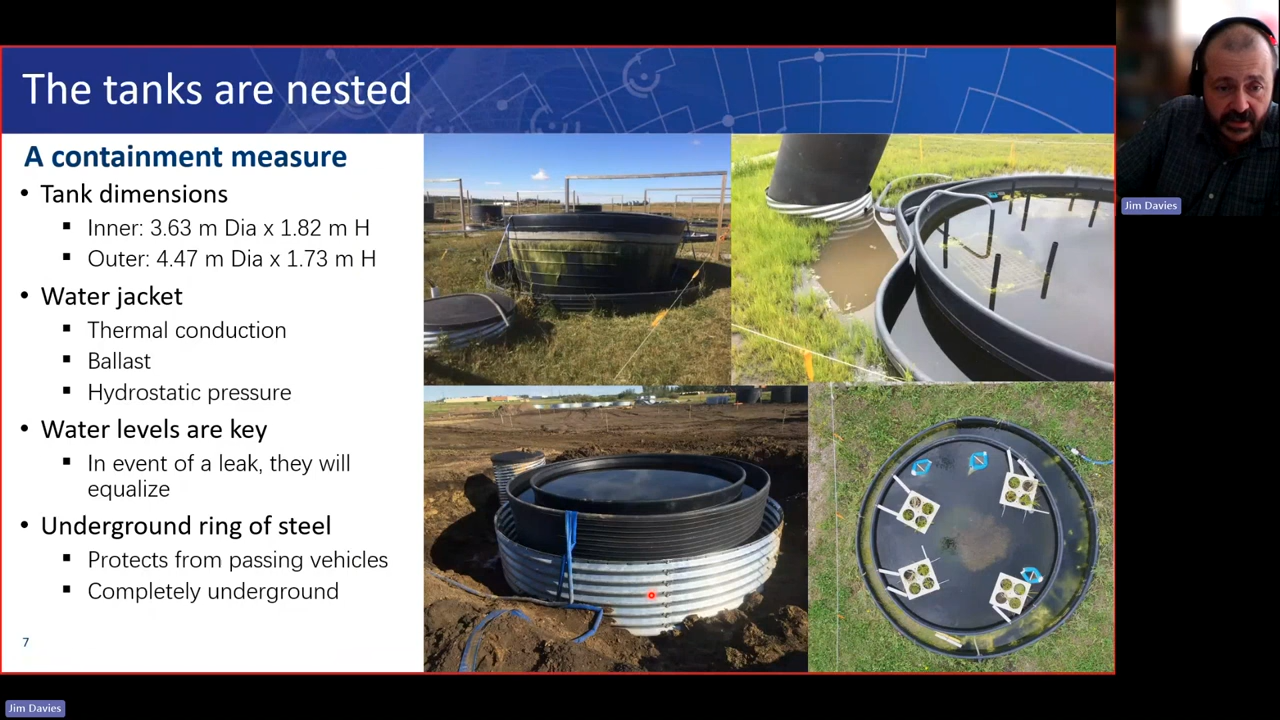 The tanks are nested
A containment measure
• Tank dimensions
▪ Inner: 3.63 m Dia x 1.82 m H
▪ Outer: 4.47 m Dia x 1.73 m H
• Water jacket
▪ Thermal conduction
▪ Ballast
▪ Hydrostatic pressure
• Water levels are key
▪ In event of a leak, they will
equalize
• Underground ring of steel
▪ Protects from passing vehicles
▪ Completely underground
7
Jim Davies
Jim Davies